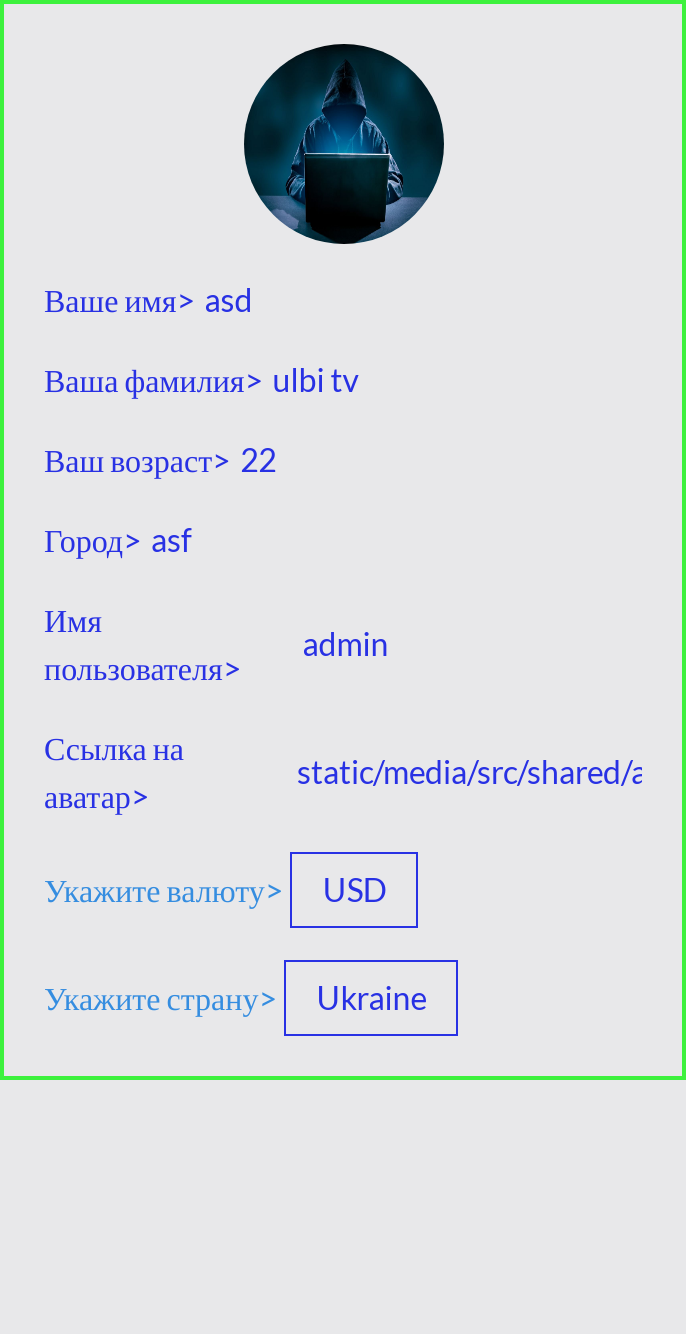 Ваше имя> asd
Ваша фамилия> ulbi tv
Ваш возраст> 22
Город> asf
Имя
пользователя> admin
Ссылка на
аватар> static/media/src/shared/a
Укажите валюту> USD
Укажите страну> Ukraine